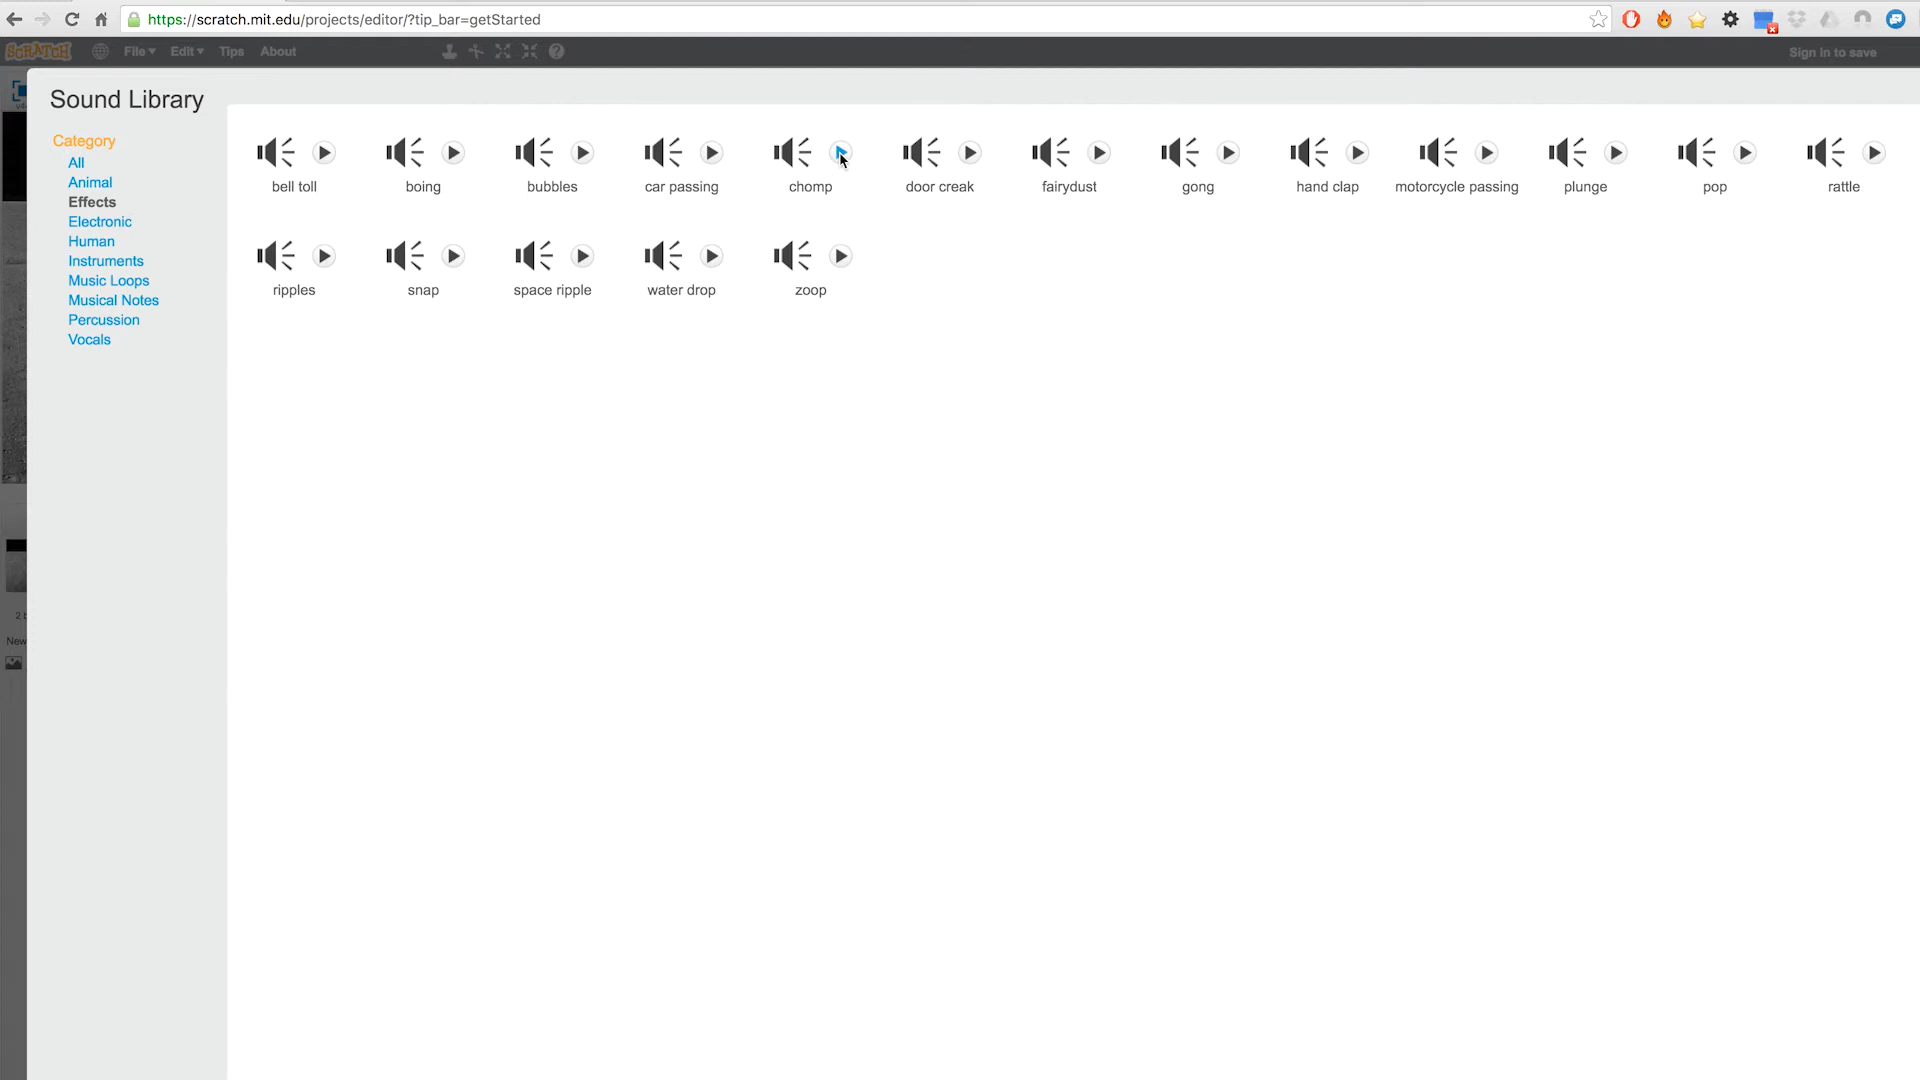 https://scratch.mit.edu/projects/editor/?tip_bar=getStarted
SCRATCH File Edit Tips About Sign in to save
Sound Library
Category
All
Animal
Effects
Electronic
Human
Instruments
Music Loops
Musical Notes
Percussion
Vocals
bell toll boing bubbles car passing chomp door creak fairydust gong hand clap motorcycle passing plunge pop rattle
ripples snap space ripple water drop zoop
New